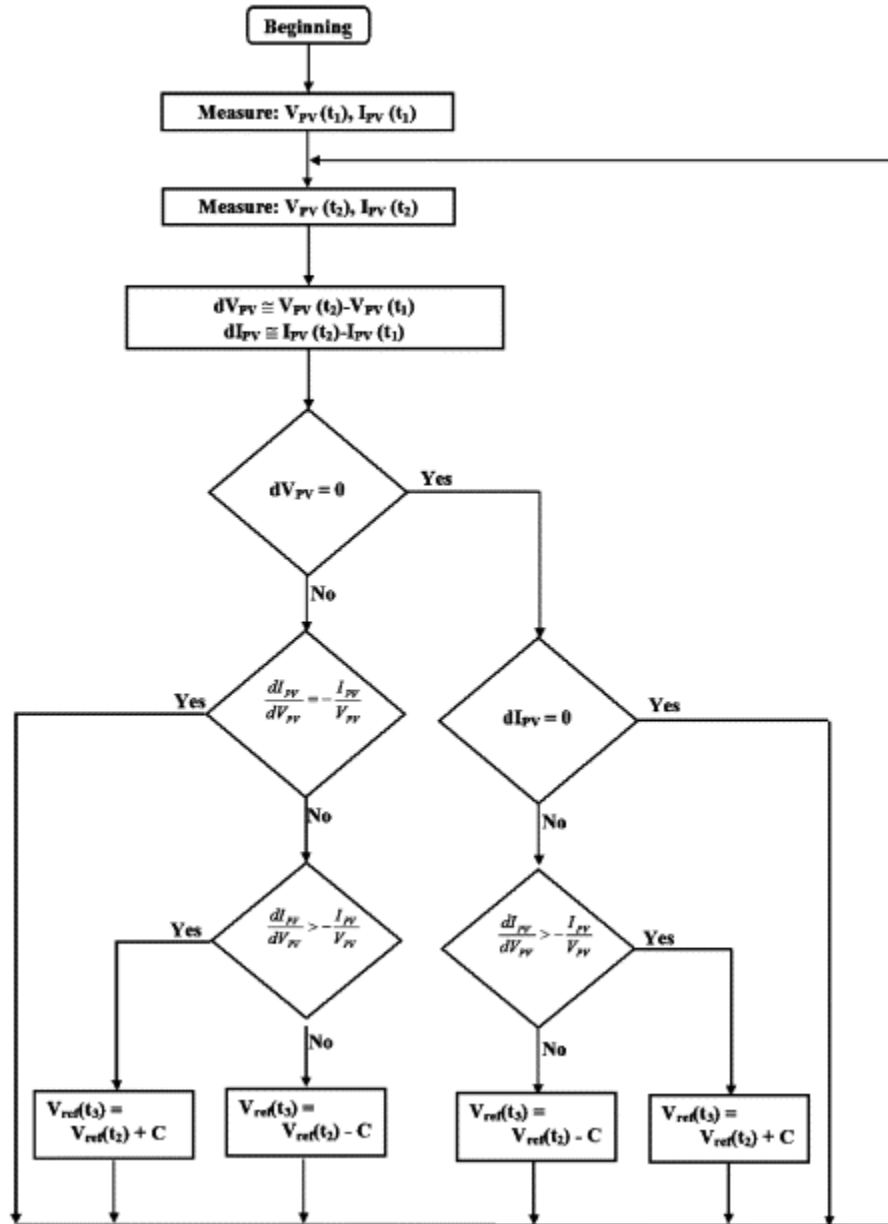 Beginning
Measure: V_PV (t_1), I_PV (t_1)
Measure: V_PV (t_2), I_PV (t_2)
dV_PV ≅ V_PV (t_2)-V_PV (t_1)
dI_PV ≅ I_PV (t_2)-I_PV (t_1)
dV_PV = 0
Yes
No
Yes
dI_PV/dV_PV = - I_PV/V_PV
dI_PV = 0
Yes
No
No
Yes
dI_PV/dV_PV > - I_PV/V_PV
dI_PV/dV_PV > - I_PV/V_PV
Yes
No
No
V_ref(t_3) =
V_ref(t_2) + C
V_ref(t_3) =
V_ref(t_2) - C
V_ref(t_3) =
V_ref(t_2) - C
V_ref(t_3) =
V_ref(t_2) + C